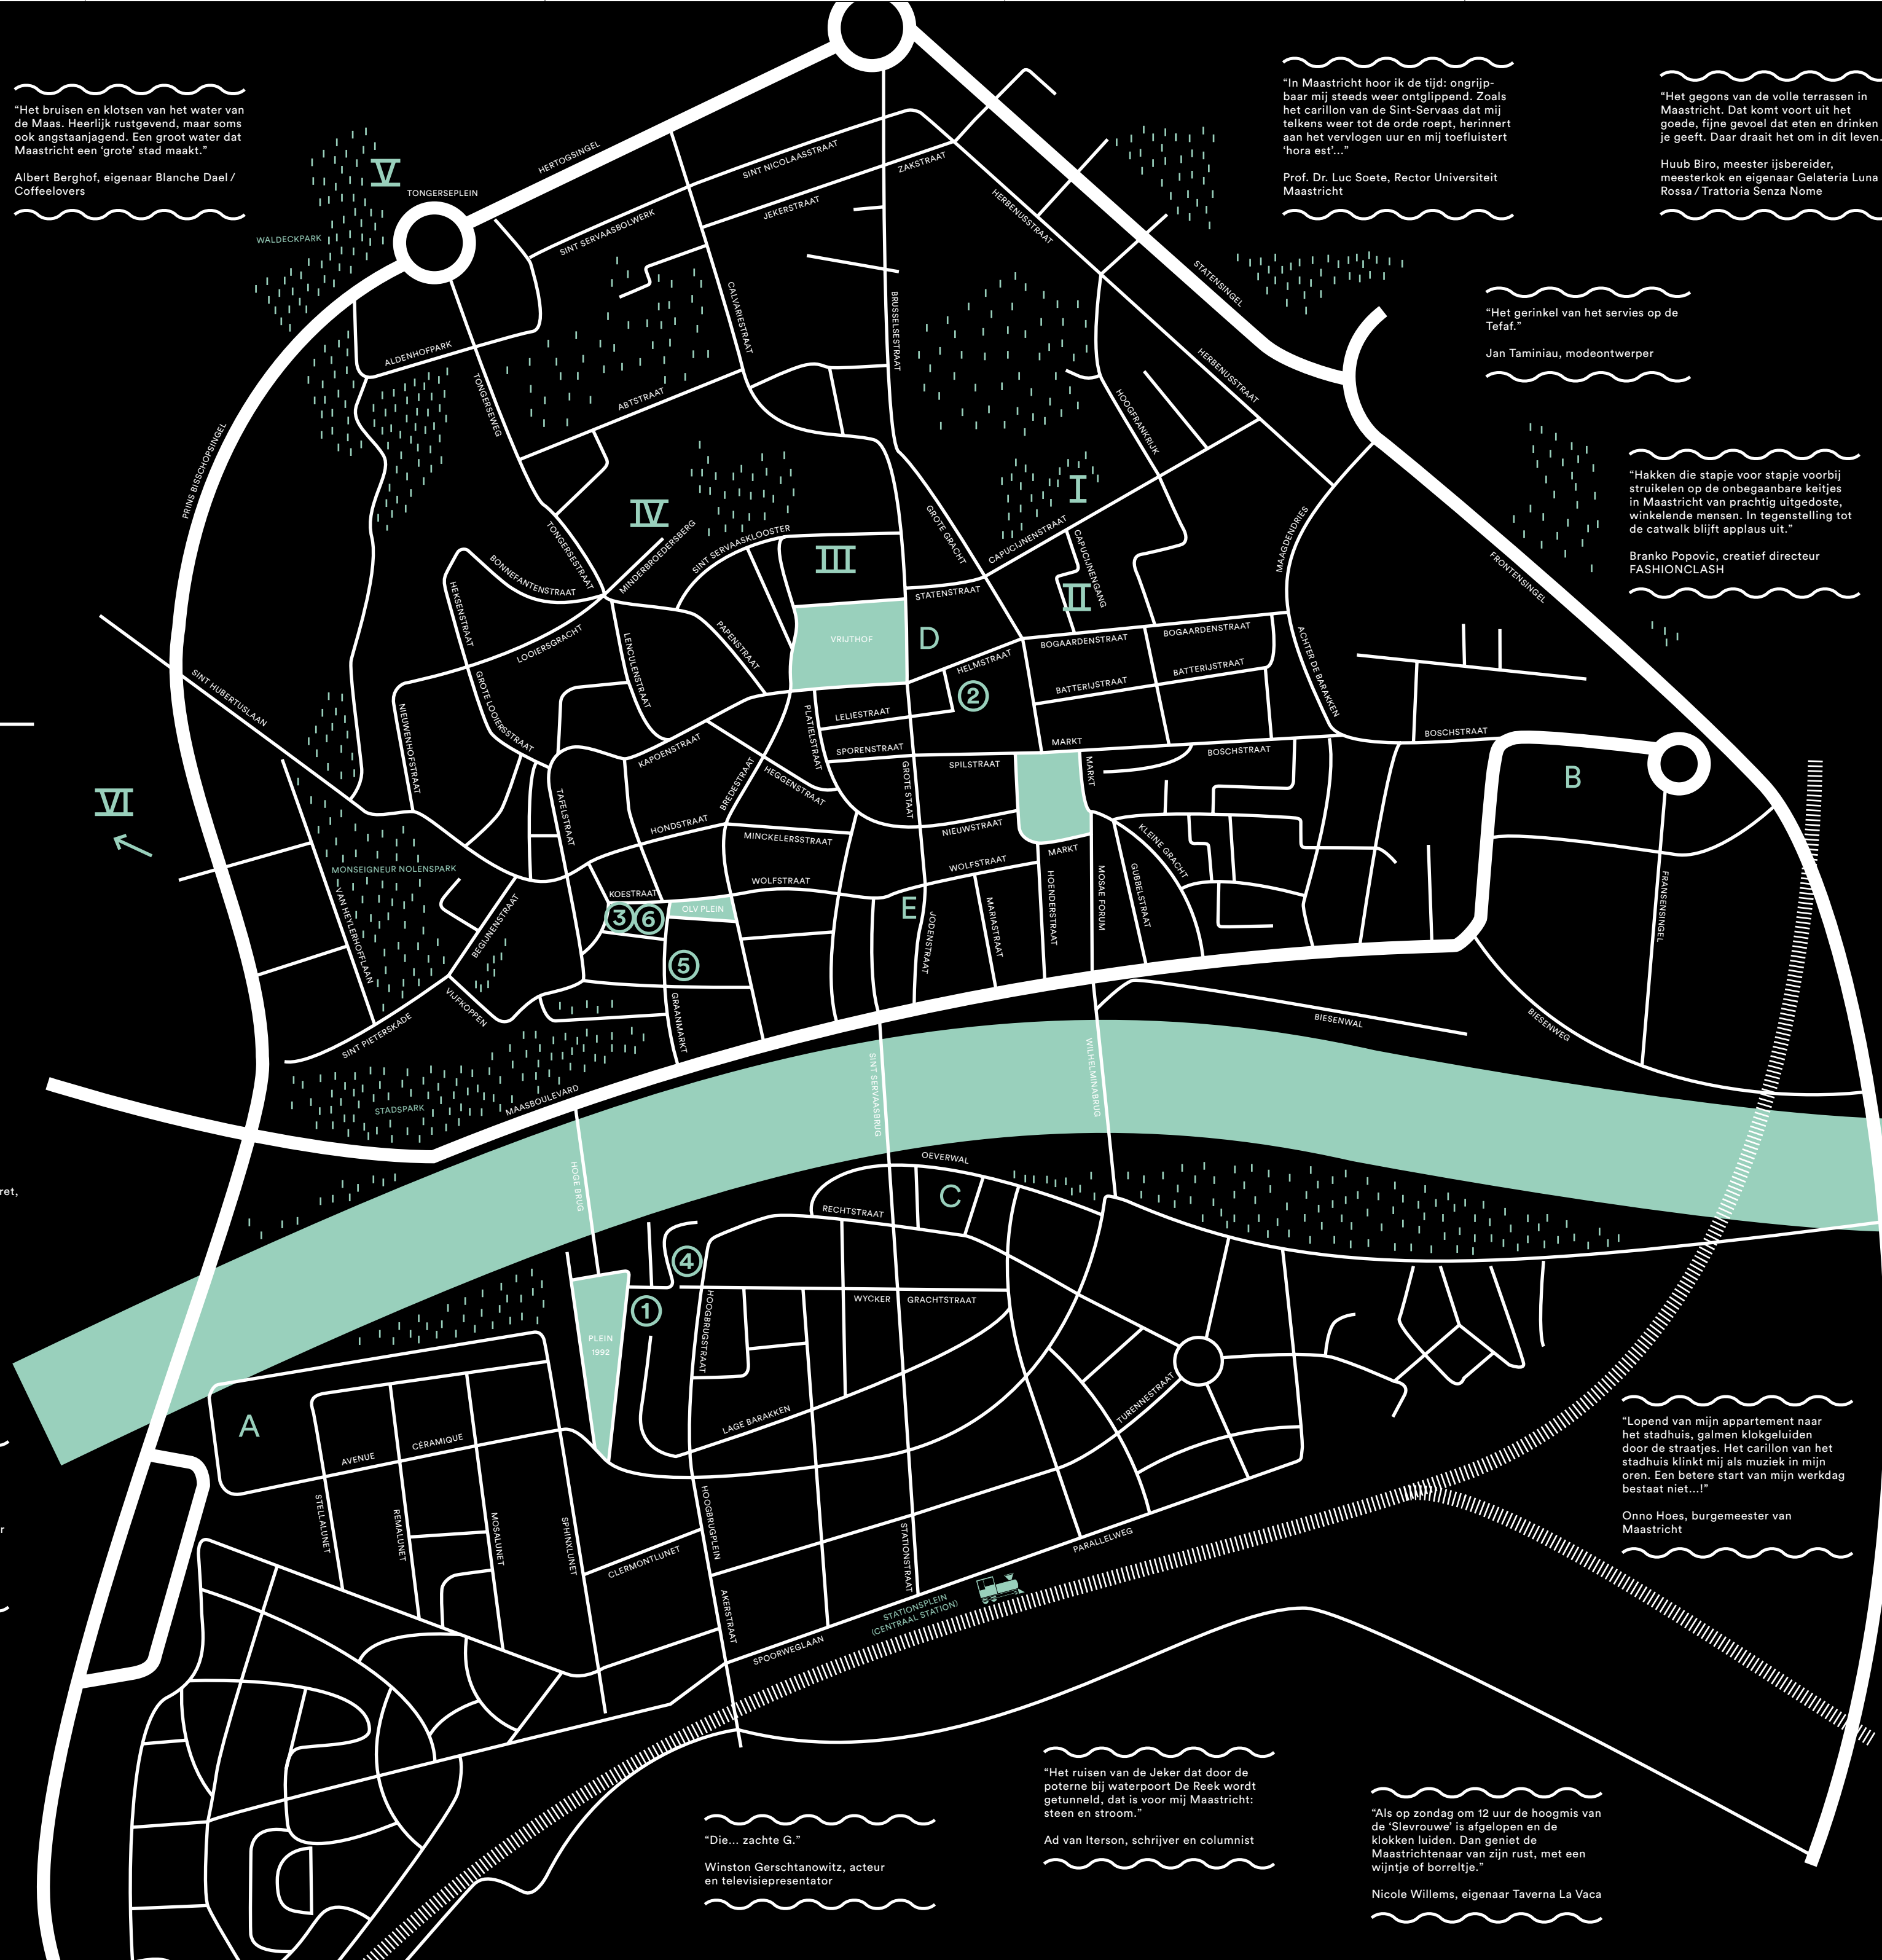 “Het bruisen en klotsen van het water van
de Maas. Heerlijk rustgevend, maar soms
ook angstaanjagend. Een groot water dat
Maastricht een ‘grote’ stad maakt.”
Albert Berghof, eigenaar Blanche Dael /
Coffeelovers
“In Maastricht hoor ik de tijd: ongrijp-
baar mij steeds weer ontglippend. Zoals
het carillon van de Sint-Servaas dat mij
telkens weer tot de orde roept, herinnert
aan het vervlogen uur en mij toefluistert
‘hora est’...”
Prof. Dr. Luc Soete, Rector Universiteit
Maastricht
“Het gegons van de volle terrassen in
Maastricht. Dat komt voort uit het
goede, fijne gevoel dat eten en drinken
je geeft. Daar draait het om in dit leven.
Huub Biro, meester ijsbereider,
meesterkok en eigenaar Gelateria Luna
Rossa / Trattoria Senza Nome
“Het gerinkel van het servies op de
Tefaf.”
Jan Taminiau, modeontwerper
“Hakken die stapje voor stapje voorbij
struikelen op de onbegaanbare keitjes
in Maastricht van prachtig uitgedoste,
winkelende mensen. In tegenstelling tot
de catwalk blijft applaus uit.”
Branko Popovic, creatief directeur
FASHIONCLASH
V
TONGERSEPLEIN
WALDECKPARK
HERTOGSINGEL
SINT NICOLAASSTRAAT
ZAKSTRAAT
JEKERSTRAAT
SINT SERVAASBOLWERK
HERBENUSSTRAAT
STATENSINGEL
CALVARIESTRAAT
BRUSSELSESTRAAT
ALDENHOFPARK
TONGERSEWEG
ABTSTRAAT
HERBENUSSTRAAT
HOOGFRANKRIJK
PRINS BISSCHOPSINGEL
IV
I
III
II
TONGERSESTRAAT
MINDERBROEDERSBERG
SINT SERVAASKLOOSTER
GROTE GRACHT
CAPUCIJNENSTRAAT
CAPUCIJNENGANG
MAAGDENDRIES
FRONTENSINGEL
BONNEFANTENSTRAAT
HEKSENSTRAAT
STATENSTRAAT
VRIJTHOF
D
LOOIERSGRACHT
LENCULENSTRAAT
PAPENSTRAAT
HELMSTRAAT
BOGAARDENSTRAAT
BOGAARDENSTRAAT
BATTERIJSTRAAT
BATTERIJSTRAAT
ACHTER DE BARAKKEN
SINT HUBERTUSLAAN
NIEUWENHOFSTRAAT
GROTE LOOIERSSTRAAT
2
LELIESTRAAT
PLATIELSTRAAT
SPORENSTRAAT
KAPOENSTRAAT
BREDESTRAAT
HEGGENSTRAAT
GROTE STAAT
SPILSTRAAT
MARKT
MARKT
BOSCHSTRAAT
BOSCHSTRAAT
B
VI
TAFELSTRAAT
HONDSTRAAT
MINCKELERSSTRAAT
NIEUWSTRAAT
MARKT
KLEINE GRACHT
MONSEIGNEUR NOLENSPARK
VAN HEYLERHOFFLAAN
KOESTRAAT
WOLFSTRAAT
WOLFSTRAAT
OLV PLEIN
3
6
E
5
JODENSTRAAT
MARIASTRAAT
HOENDERSTRAAT
MOSAE FORUM
GUBBELSTRAAT
FRANSENSINGEL
BEGIJNENSTRAAT
VIJFKOPPEN
SINT PIETERSKADE
GRAANMARKT
BIESENWAL
BIESENWEG
STADSPARK
MAASBOULEVARD
HOGE BRUG
SINT SERVAASBRUG
WILHELMINABRUG
ret,
OEVERWAL
C
RECHTSTRAAT
4
1
WYCKER
GRACHTSTRAAT
HOOGBRUGSTRAAT
PLEIN
1992
LAGE BARAKKEN
TURENNESTRAAT
A
AVENUE
CÉRAMIQUE
STELLALUNET
REMALUNET
MOSALUNET
SPHINXLUNET
CLERMONTLUNET
HOOGBRUGPLEIN
AKERSTRAAT
STATIONSTRAAT
PARALLELWEG
STATIONSPLEIN
(CENTRAAL STATION)
SPOORWEGLAAN
r
“Lopend van mijn appartement naar
het stadhuis, galmen klokgeluiden
door de straatjes. Het carillon van het
stadhuis klinkt mij als muziek in mijn
oren. Een betere start van mijn werkdag
bestaat niet...!”
Onno Hoes, burgemeester van
Maastricht
“Het ruisen van de Jeker dat door de
poterne bij waterpoort De Reek wordt
getunneld, dat is voor mij Maastricht:
steen en stroom.”
Ad van Iterson, schrijver en columnist
“Die... zachte G.”
Winston Gerschtanowitz, acteur
en televisiepresentator
“Als op zondag om 12 uur de hoogmis van
de ‘Slevrouwe’ is afgelopen en de
klokken luiden. Dan geniet de
Maastrichtenaar van zijn rust, met een
wijntje of borreltje.”
Nicole Willems, eigenaar Taverna La Vaca